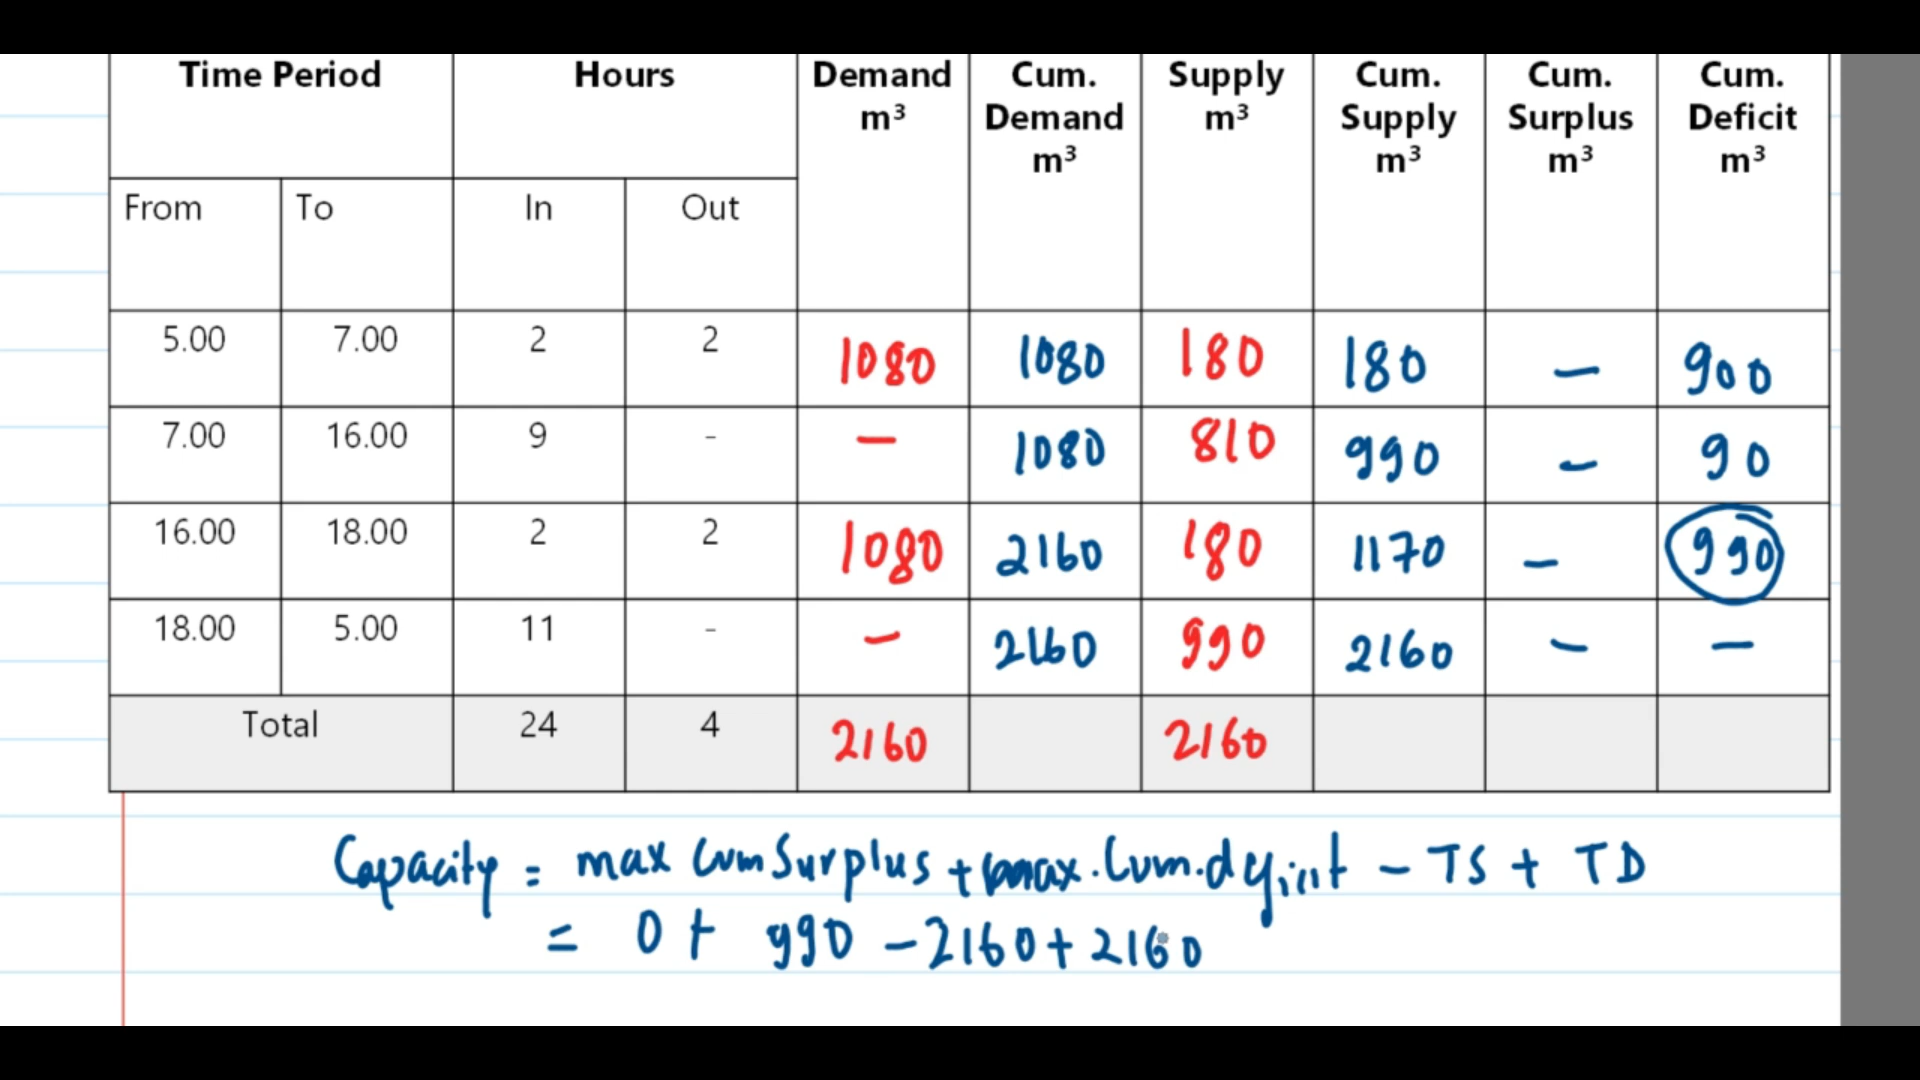 Time Period Hours Demand m³ Cum. Demand m³ Supply m³ Cum. Supply m³ Cum. Surplus m³ Cum. Deficit m³
From To In Out
5.00 7.00 2 2 1080 1080 180 180 - 900
7.00 16.00 9 - - 1080 810 990 - 90
16.00 18.00 2 2 1080 2160 180 1170 - 990
18.00 5.00 11 - - 2160 990 2160 - -
Total 24 4 2160 2160
Capacity = max Cum Surplus + max. Cum. deficit - TS + TD
= 0 + 990 - 2160 + 2160